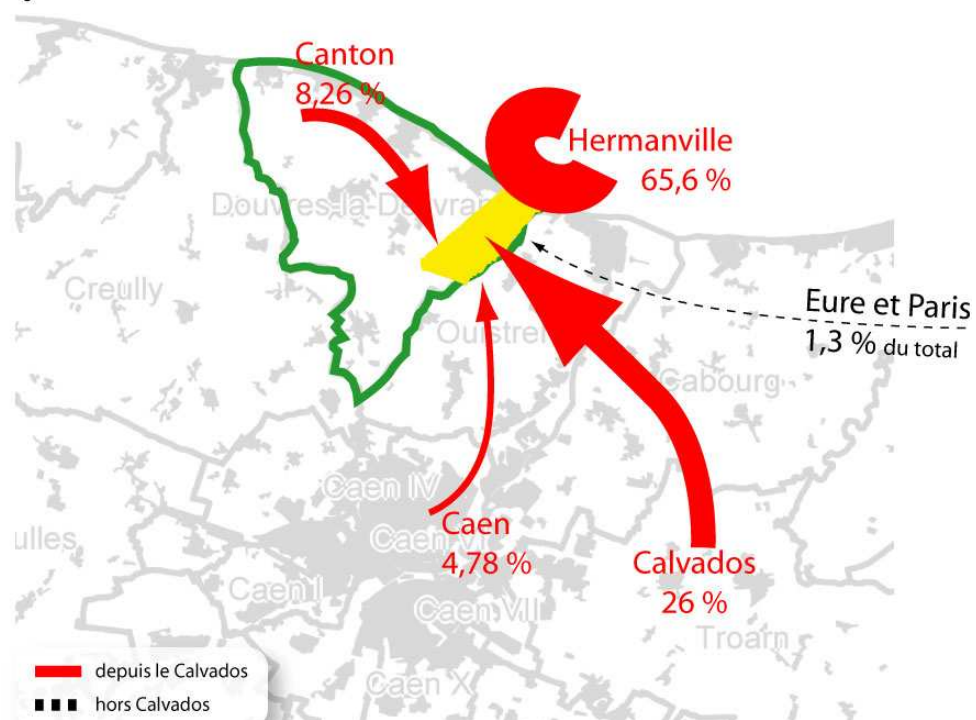 Canton
8,26 %
Hermanville
65,6 %
Douvres-la-Délivrande
Creully
Eure et Paris
1,3 % du total
Ouistreham
Cabourg
Caen IV
Caen
4,78 %
Caen VI
Calvados
26 %
Caen I
Caen VII
Troarn
Caen X
depuis le Calvados
hors Calvados